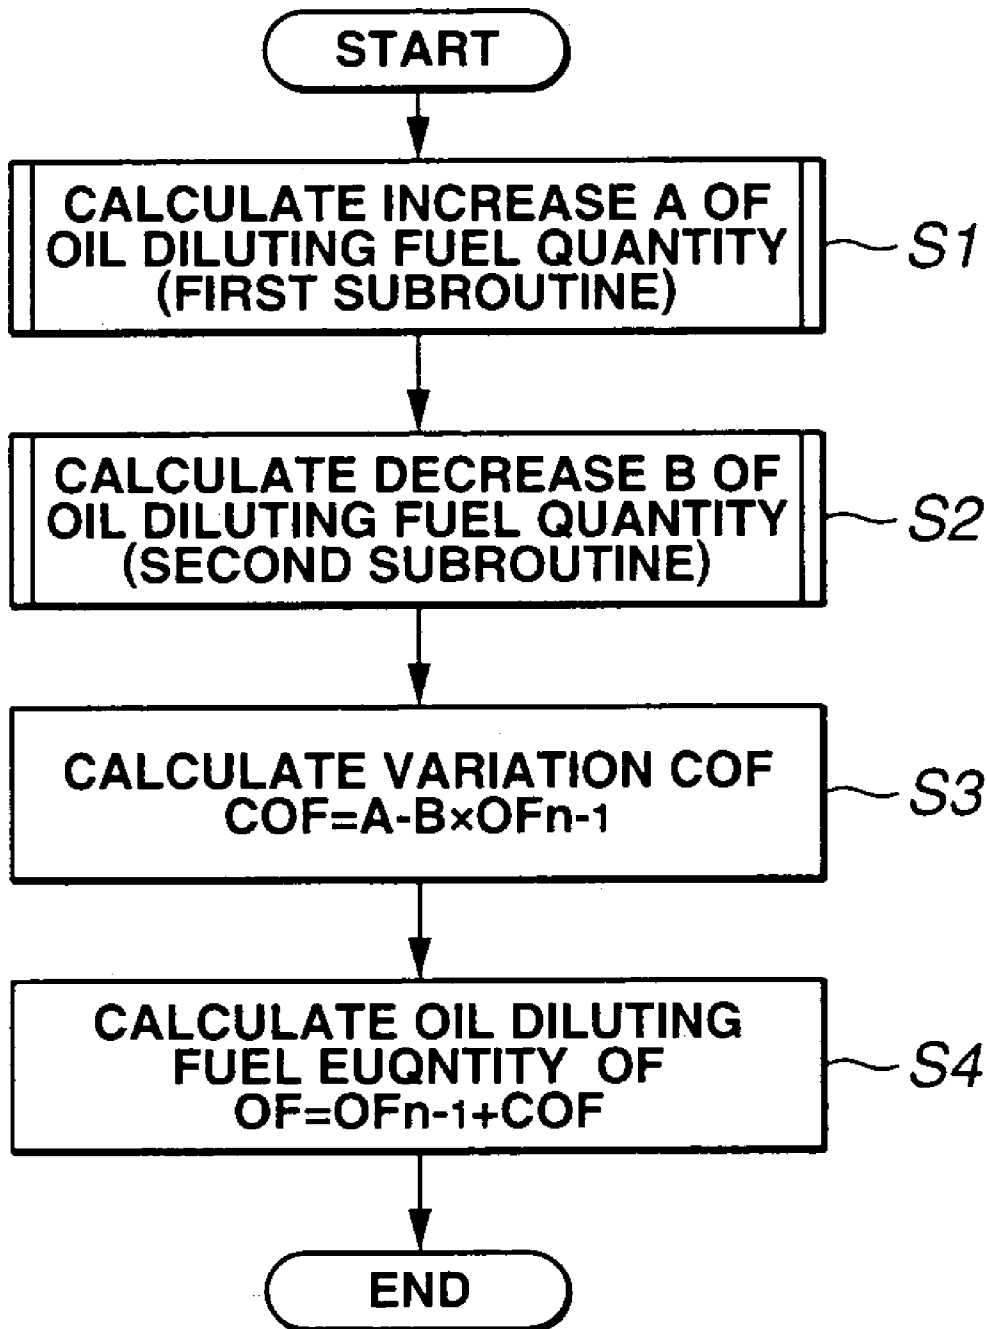 START
CALCULATE INCREASE A OF
OIL DILUTING FUEL QUANTITY
(FIRST SUBROUTINE)
S1
CALCULATE DECREASE B OF
OIL DILUTING FUEL QUANTITY
(SECOND SUBROUTINE)
S2
CALCULATE VARIATION COF
COF=A-B×OFn-1
S3
CALCULATE OIL DILUTING
FUEL EUQNTITY OF
OF=OFn-1+COF
S4
END